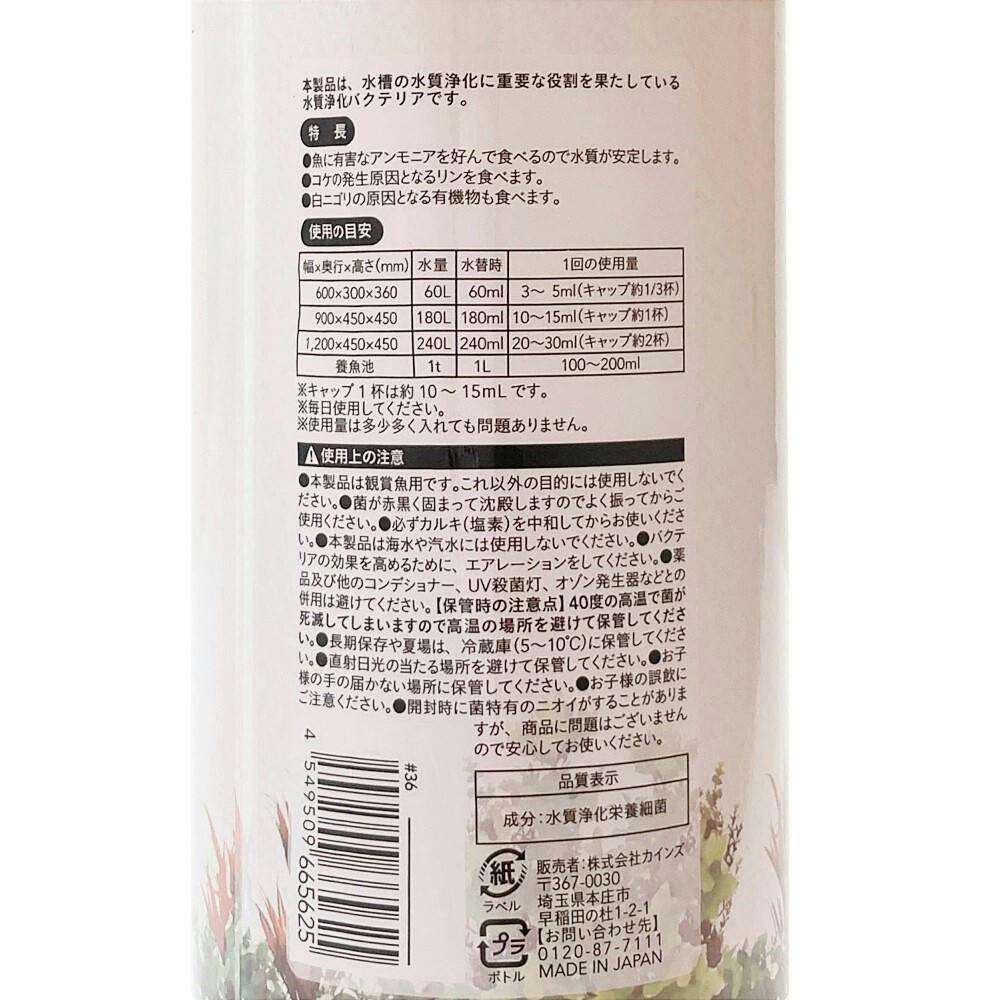 本製品は、水槽の水質浄化に重要な役割を果たしている
水質浄化バクテリアです。
特 長
●魚に有害なアンモニアを好んで食べるので水質が安定します。
●コケの発生原因となるリンを食べます。
●白ニゴリの原因となる有機物も食べます。
使用の目安
幅×奥行×高さ(mm) 水量 水替時 1回の使用量
600×300×360 60L 60ml 3〜 5ml(キャップ約1/3杯)
900×450×450 180L 180ml 10〜15ml(キャップ約1杯)
1,200×450×450 240L 240ml 20〜30ml(キャップ約2杯)
養魚池 1t 1L 100〜200ml
※キャップ1杯は約10〜15mLです。
※毎日使用してください。
※使用量は多少多く入れても問題ありません。
⚠使用上の注意
●本製品は観賞魚用です。これ以外の目的には使用しないでく
ださい。●菌が赤黒く固まって沈殿しますのでよく振ってからご
使用ください。●必ずカルキ(塩素)を中和してからお使いくださ
い。●本製品は海水や汽水には使用しないでください。●バクテ
リアの効果を高めるために、エアレーションをしてください。●薬
品及び他のコンデショナー、UV殺菌灯、オゾン発生器などとの
併用は避けてください。【保管時の注意点】40度の高温で菌が
死滅してしまいますので高温の場所を避けて保管してくださ
い。●長期保存や夏場は、冷蔵庫(5〜10℃)に保管してくださ
い。●直射日光の当たる場所を避けて保管してください。●お子
様の手の届かない場所に保管してください。●お子様の誤飲に
ご注意ください。●開封時に菌特有のニオイがすることがありま
すが、商品に問題はございません
ので安心してお使いください。
#36
4 549509 665625
品質表示
成分:水質浄化栄養細菌
紙
ラベル
プラ
ボトル
販売者:株式会社カインズ
〒367-0030
埼玉県本庄市
早稲田の杜1-2-1
【お問い合わせ先】
0120-87-7111
MADE IN JAPAN